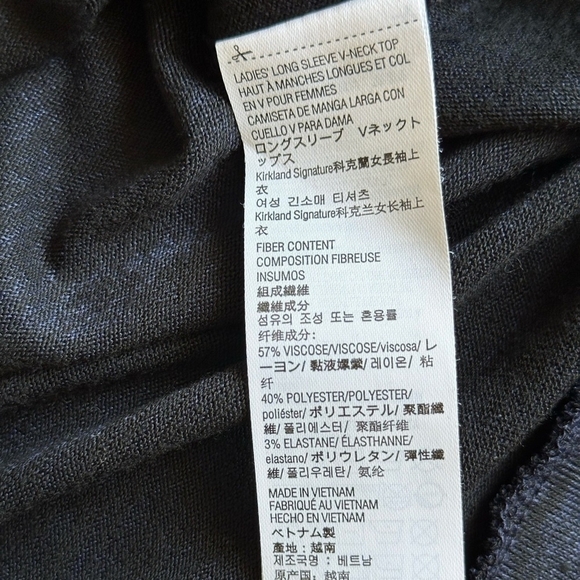 LADIES' LONG SLEEVE V-NECK TOP
HAUT À MANCHES LONGUES ET COL
EN V POUR FEMMES
CAMISETA DE MANGA LARGA CON
CUELLO V PARA DAMA
ロングスリーブ Vネックト
ップス
Kirkland Signature科克蘭女長袖上
衣
여성 긴소매 티셔츠
Kirkland Signature科克兰女长袖上
衣
FIBER CONTENT
COMPOSITION FIBREUSE
INSUMOS
組成繊維
纖維成分
섬유의 조성 또는 혼용률
纤维成分:
57% VISCOSE/VISCOSE/viscosa/レ
ーヨン/黏液嫘縈/레이온/ 粘
纤
40% POLYESTER/POLYESTER/
poliéster/ポリエステル/聚酯纖
維/폴리에스터/ 聚酯纤维
3% ELASTANE/ÉLASTHANNE/
elastano/ポリウレタン/彈性纖
維/폴리우레탄/ 氨纶
MADE IN VIETNAM
FABRIQUÉ AU VIETNAM
HECHO EN VIETNAM
ベトナム製
產地:越南
제조국명 : 베트남
原产国: 越南